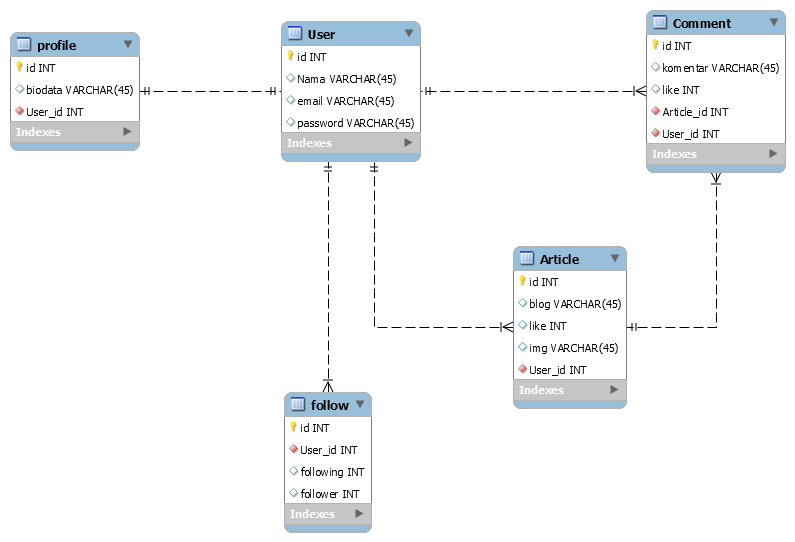 profile
id INT
biodata VARCHAR(45)
User_id INT
Indexes
User
id INT
Nama VARCHAR(45)
email VARCHAR(45)
password VARCHAR(45)
Indexes
Comment
id INT
komentar VARCHAR(45)
like INT
Article_id INT
User_id INT
Indexes
Article
id INT
blog VARCHAR(45)
like INT
img VARCHAR(45)
User_id INT
Indexes
follow
id INT
User_id INT
following INT
follower INT
Indexes